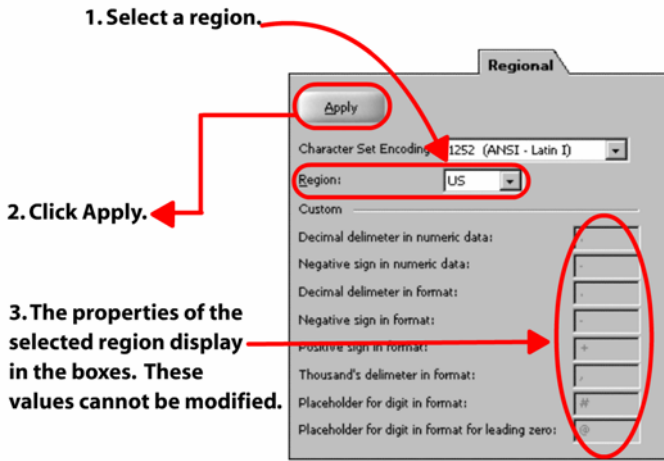 1. Select a region.
Regional
Apply
Character Set Encoding 1252 (ANSI - Latin I)
Region: US
2. Click Apply.
Custom
Decimal delimeter in numeric data: .
Negative sign in numeric data: -
Decimal delimeter in format: .
Negative sign in format: -
Positive sign in format: +
Thousand's delimeter in format: ,
Placeholder for digit in format: #
Placeholder for digit in format for leading zero: @
3. The properties of the
selected region display
in the boxes. These
values cannot be modified.